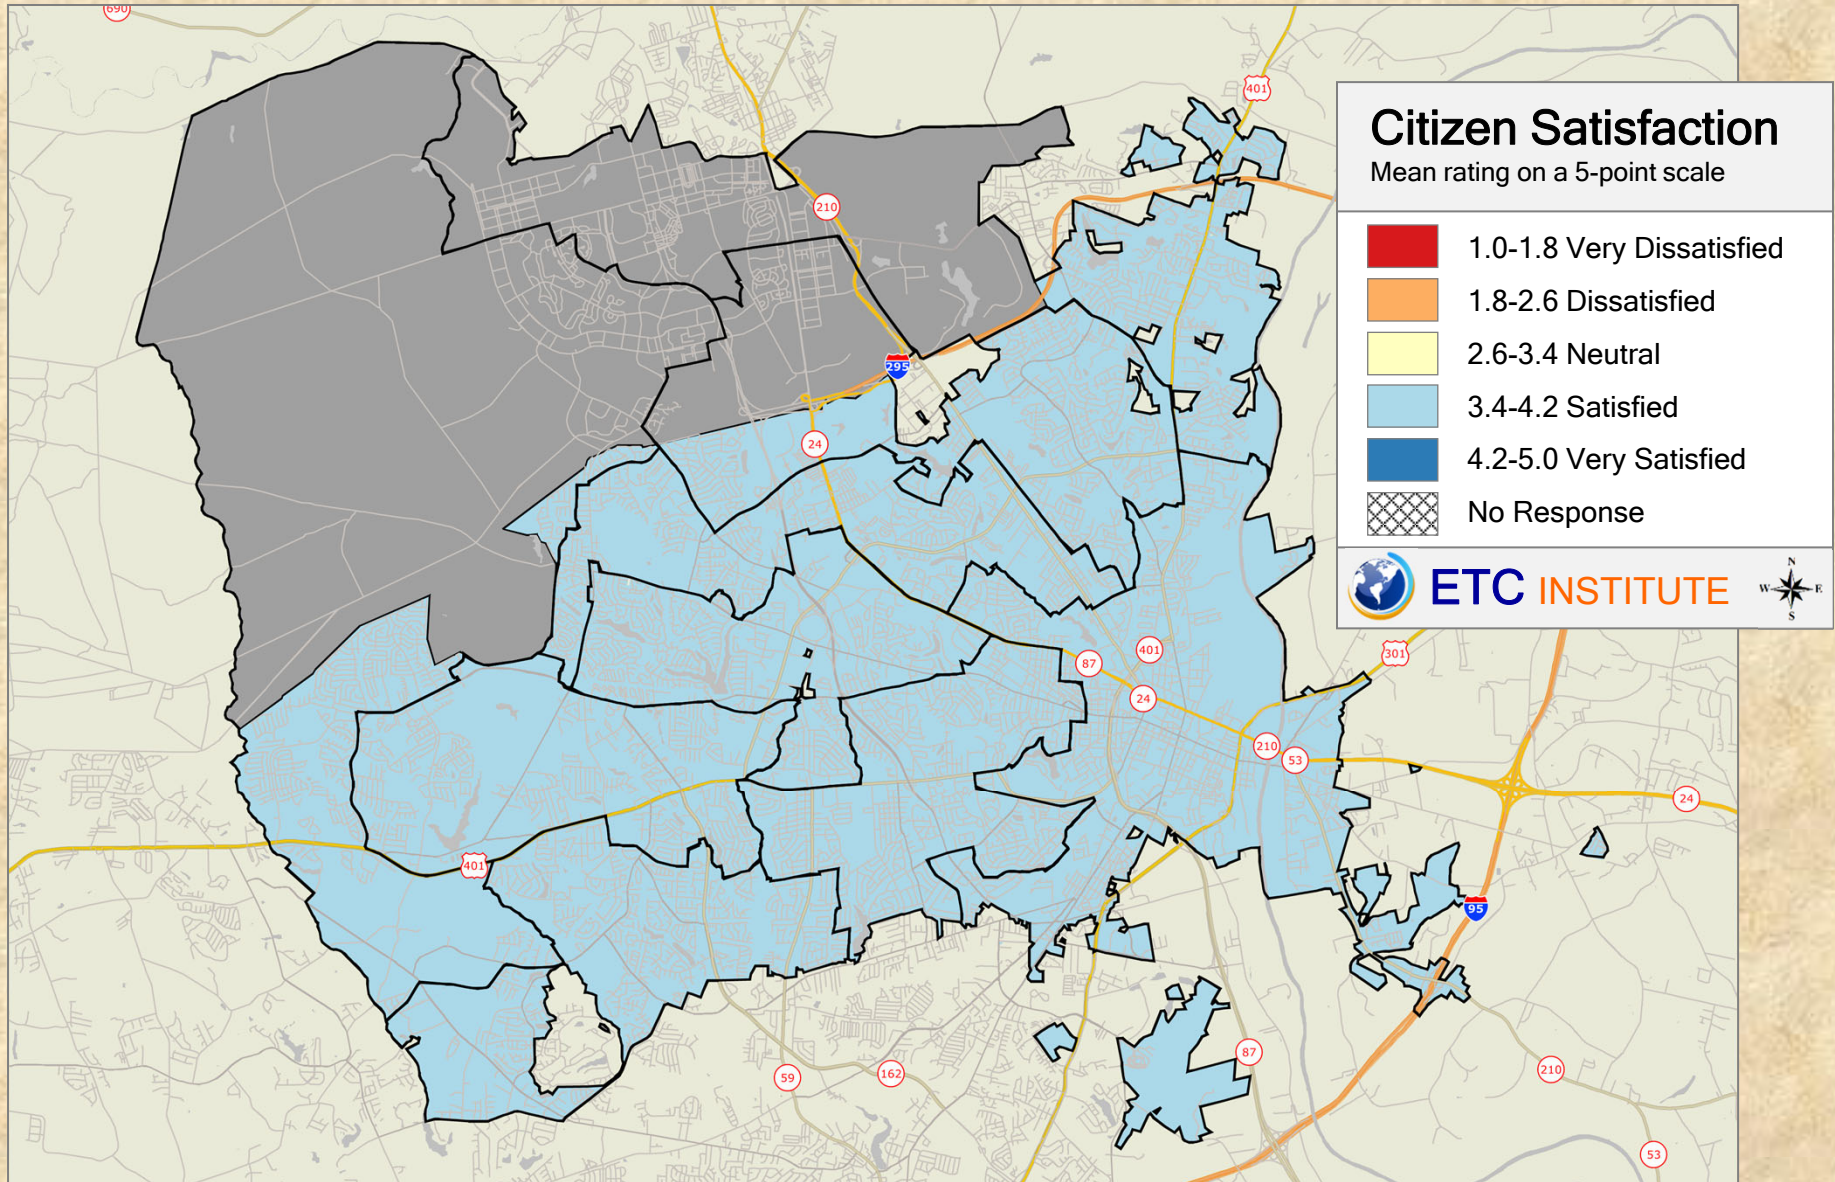 690
401
Citizen Satisfaction
Mean rating on a 5-point scale
210
1.0-1.8 Very Dissatisfied
1.8-2.6 Dissatisfied
2.6-3.4 Neutral
295
3.4-4.2 Satisfied
24
4.2-5.0 Very Satisfied
No Response
ETC INSTITUTE
N
W
E
S
401
301
87
24
210
53
24
401
95
87
210
162
59
53